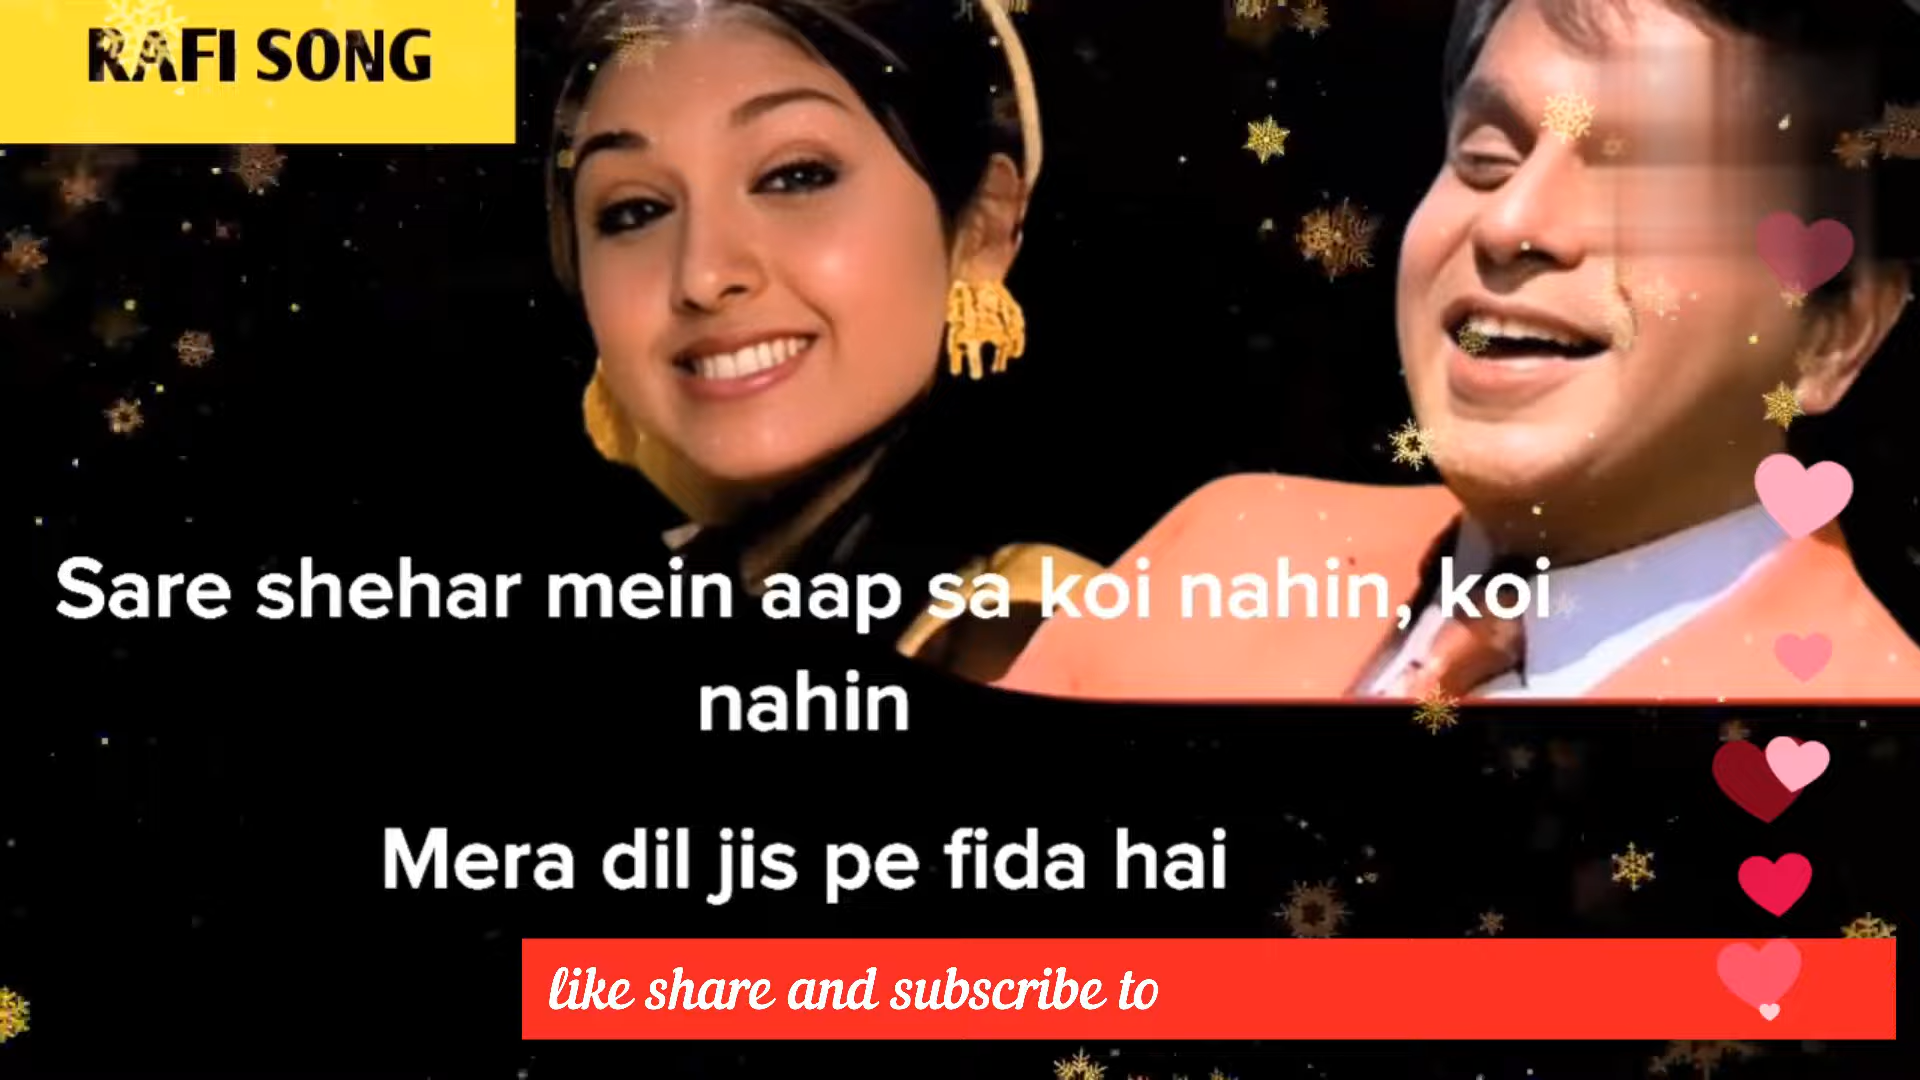 RAFI SONG
Sare shehar mein aap sa koi nahin, koi
nahin
Mera dil jis pe fida hai
like share and subscribe to